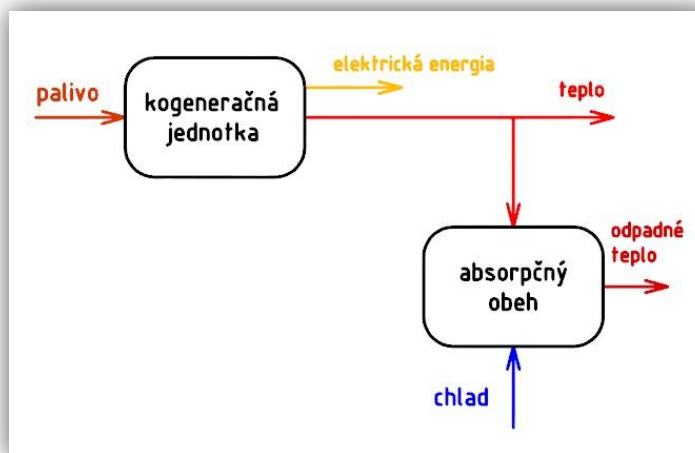 elektrická energia
palivo
teplo
kogeneračná
jednotka
odpadné
teplo
absorpčný
obeh
chlad